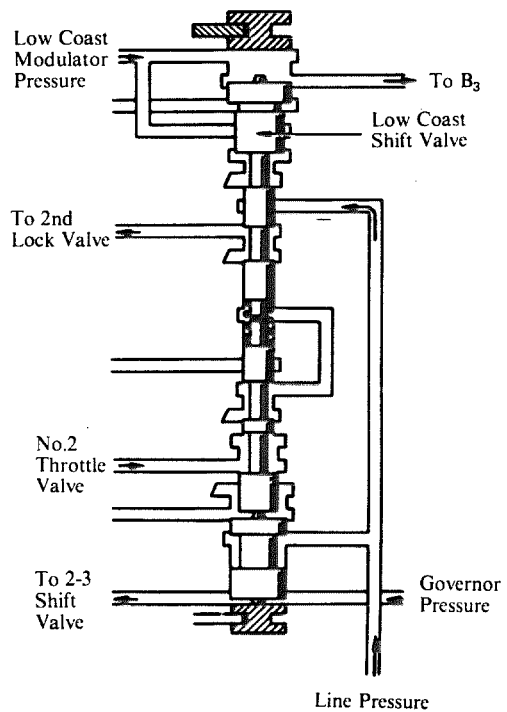 Low Coast
Modulator
Pressure
To B3
Low Coast
Shift Valve
To 2nd
Lock Valve
No.2
Throttle
Valve
To 2-3
Shift
Valve
Governor
Pressure
Line Pressure